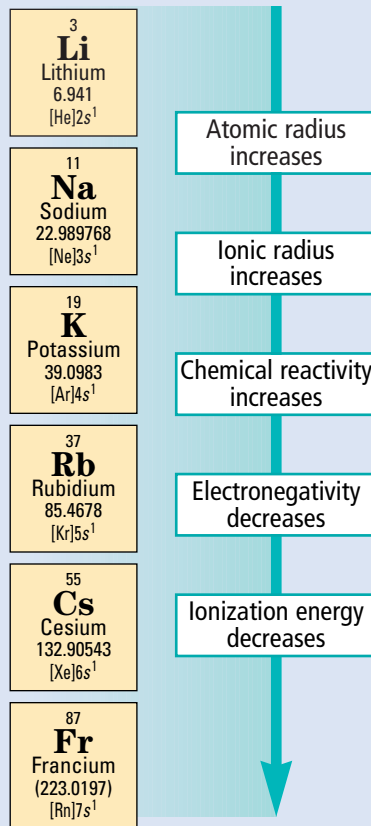 3
Li
Lithium
6.941
[He]2s¹
11
Na
Sodium
22.989768
[Ne]3s¹
19
K
Potassium
39.0983
[Ar]4s¹
37
Rb
Rubidium
85.4678
[Kr]5s¹
55
Cs
Cesium
132.90543
[Xe]6s¹
87
Fr
Francium
(223.0197)
[Rn]7s¹
Atomic radius
increases
Ionic radius
increases
Chemical reactivity
increases
Electronegativity
decreases
Ionization energy
decreases